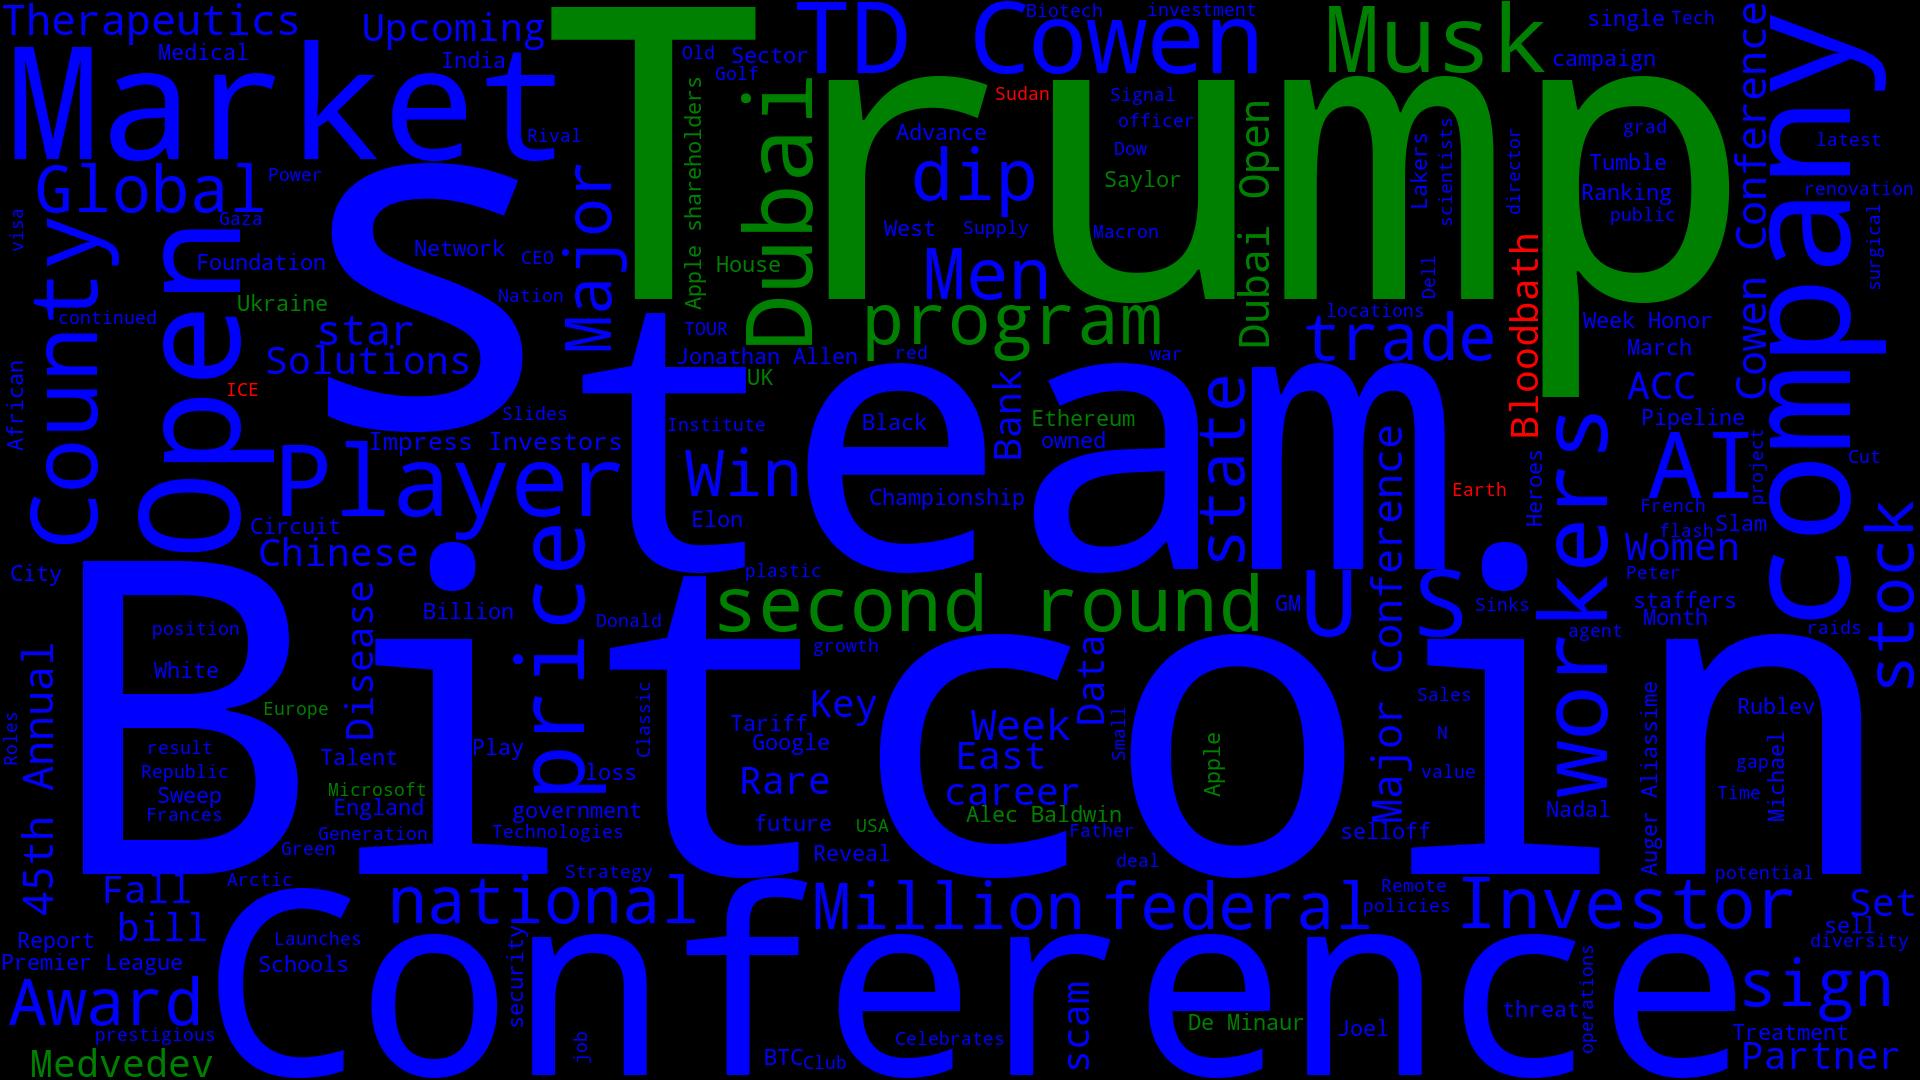 Therapeutics
Upcoming
TD Cowen
Biotech
investment
Musk
single
Tech
Medical
India
Old
Sector
Golf
campaign
Market
Trump
Cowen Conference
company
Rival
Sudan
Signal
officer
Advance
Dow
grad
latest
Global
Power
Gaza
visa
Major
Apple shareholders
Dubai
dip
Saylor
Dubai Open
Lakers
scientists
director
Tumble
Ranking
public
renovation
surgical
County
Open
S
team
Network
CEO
Foundation
Nation
House
West
Supply
Macron
Men
Dell
Bloodbath
Ukraine
continued
star
Solutions
TOUR
program
locations
trade
Week Honor
March
Jonathan Allen
red
war
African
ICE
UK
Bank
state
ACC
Slides
Institute
Black
Ethereum
owned
Pipeline
Impress
Investors
Player
Win
Championship
Major Conference
Earth
Heroes
workers
AI
project
Cut
French
flash
Slam
Elon
Circuit
Chinese
price
stock
Women
City
plastic
Peter
Bitcoin
Disease
Billion
Donald
second round
GM
U S
Sinks
staffers
Month
agent
raids
position
growth
45th Annual
White
Data
Europe
Classic
Key
Sales
Rublev
Roles
Tariff
Week
Small
N
Auger Aliassime
result
Talent
Play
Google
East
Apple
Michael
gap
Republic
loss
Rare
value
Sweep
Microsoft
career
Time
Frances
England
government
Alec Baldwin
Nadal
Generation
Technologies
future
USA
Father
selloff
Green
Reveal
deal
Strategy
potential
Fall
Arctic
national
Million
federal
Remote
policies
Investor
Set
bill
sell
Report
Launches
diversity
Premier League
Schools
Conference
security
Award
scam
threat
operations
sign
prestigious
De Minaur
Joel
Celebrates
Treatment
Medvedev
job
BTC
Club
Partner